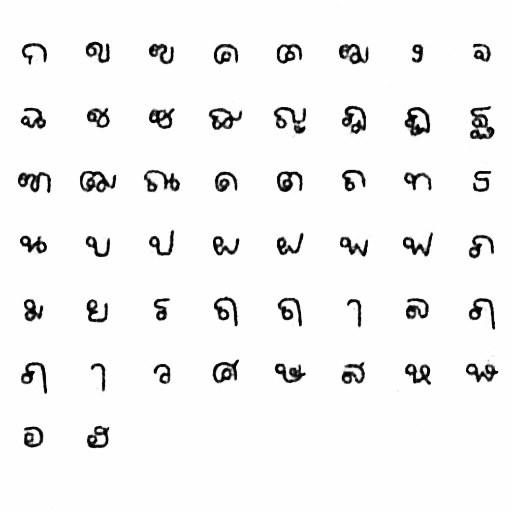 ก ข ฃ ค ฅ ฆ ง จ
ฉ ช ซ ฌ ญ ฎ ฏ ฐ
ฑ ฒ ณ ด ต ถ ท ธ
น บ ป ผ ฝ พ ฟ ภ
ม ย ร ฤ ฤ ๅ ล ฦ
ฦ ๅ ว ศ ษ ส ห ฬ
อ ฮ